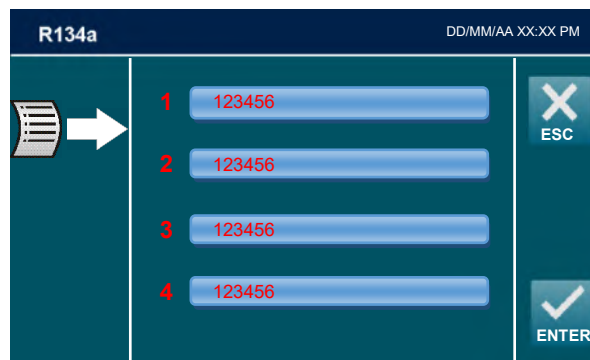 R134a DD/MM/AA XX:XX PM
1 123456
ESC
2 123456
3 123456
4 123456
ENTER